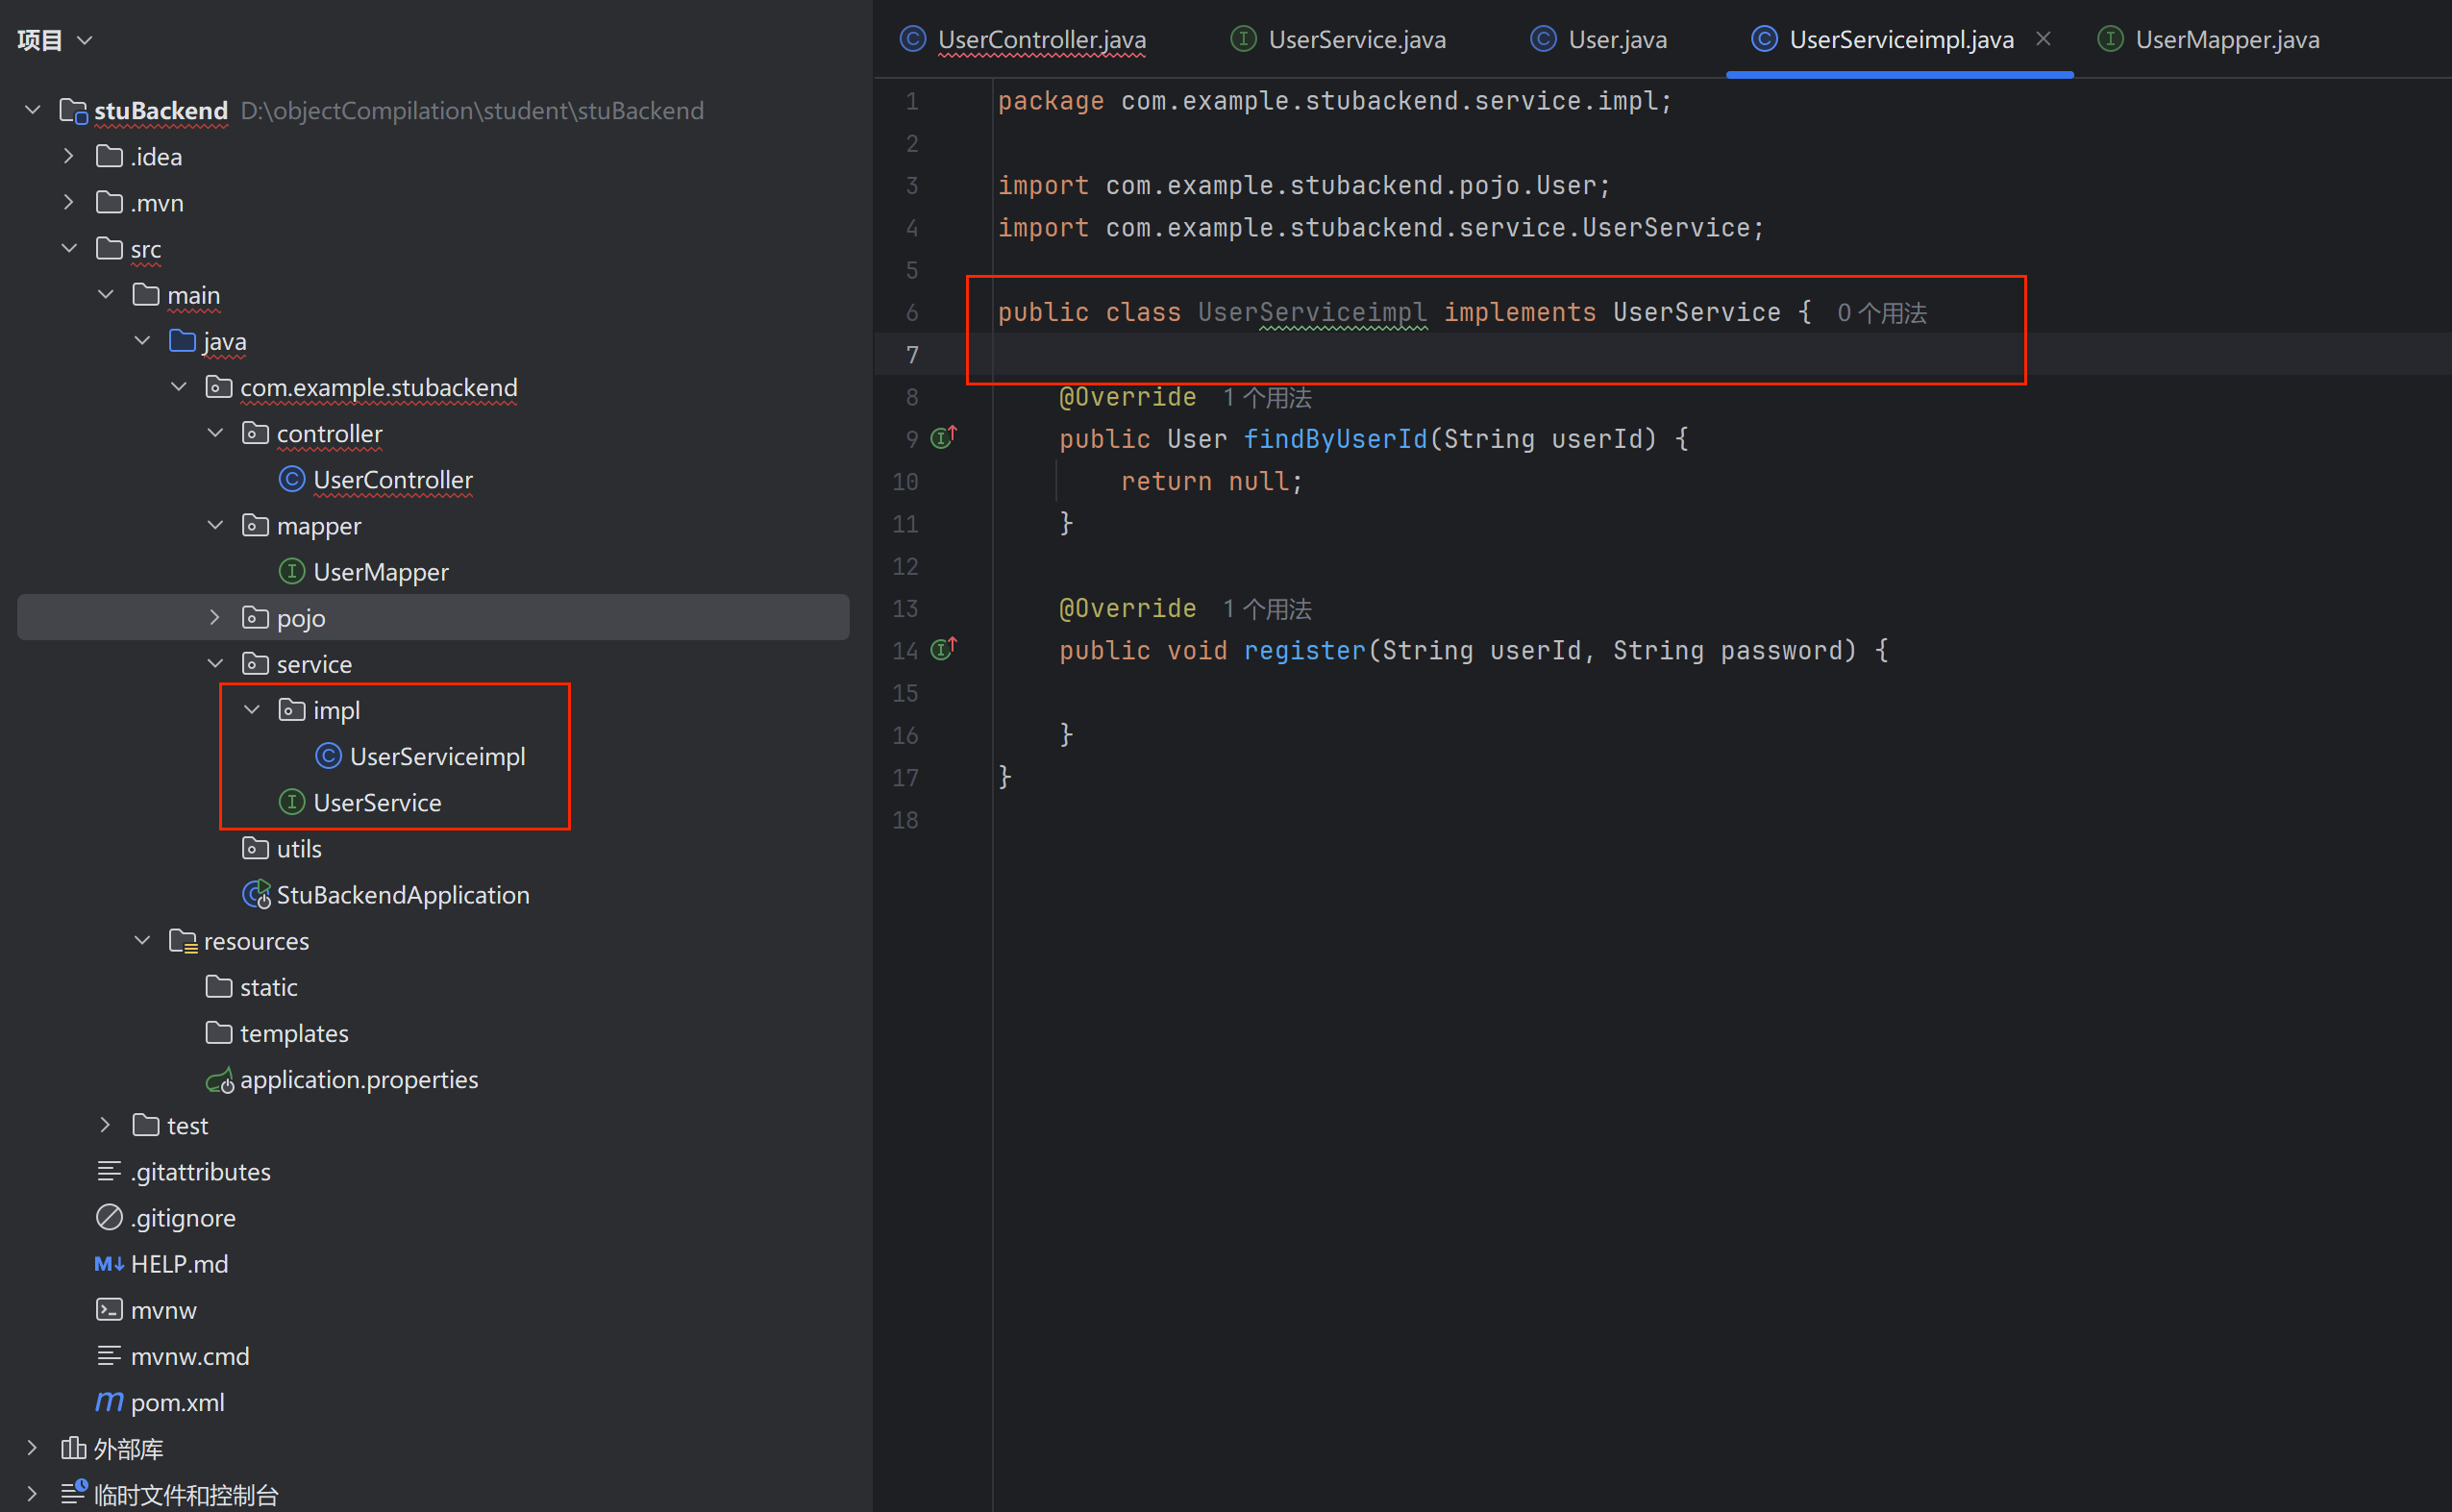 项目
stuBackend D:\objectCompilation\student\stuBackend
.idea
.mvn
src
main
java
com.example.stubackend
controller
UserController
mapper
UserMapper
pojo
service
impl
UserServiceimpl
UserService
utils
StuBackendApplication
resources
static
templates
application.properties
test
.gitattributes
.gitignore
M↓ HELP.md
mvnw
mvnw.cmd
m pom.xml
外部库
临时文件和控制台
UserController.java UserService.java User.java UserServiceimpl.java UserMapper.java
1 package com.example.stubackend.service.impl;
2
3 import com.example.stubackend.pojo.User;
4 import com.example.stubackend.service.UserService;
5
6 public class UserServiceimpl implements UserService { 0 个用法
7
8 @Override 1 个用法
9 public User findByUserId(String userId) {
10 return null;
11 }
12
13 @Override 1 个用法
14 public void register(String userId, String password) {
15
16 }
17 }
18